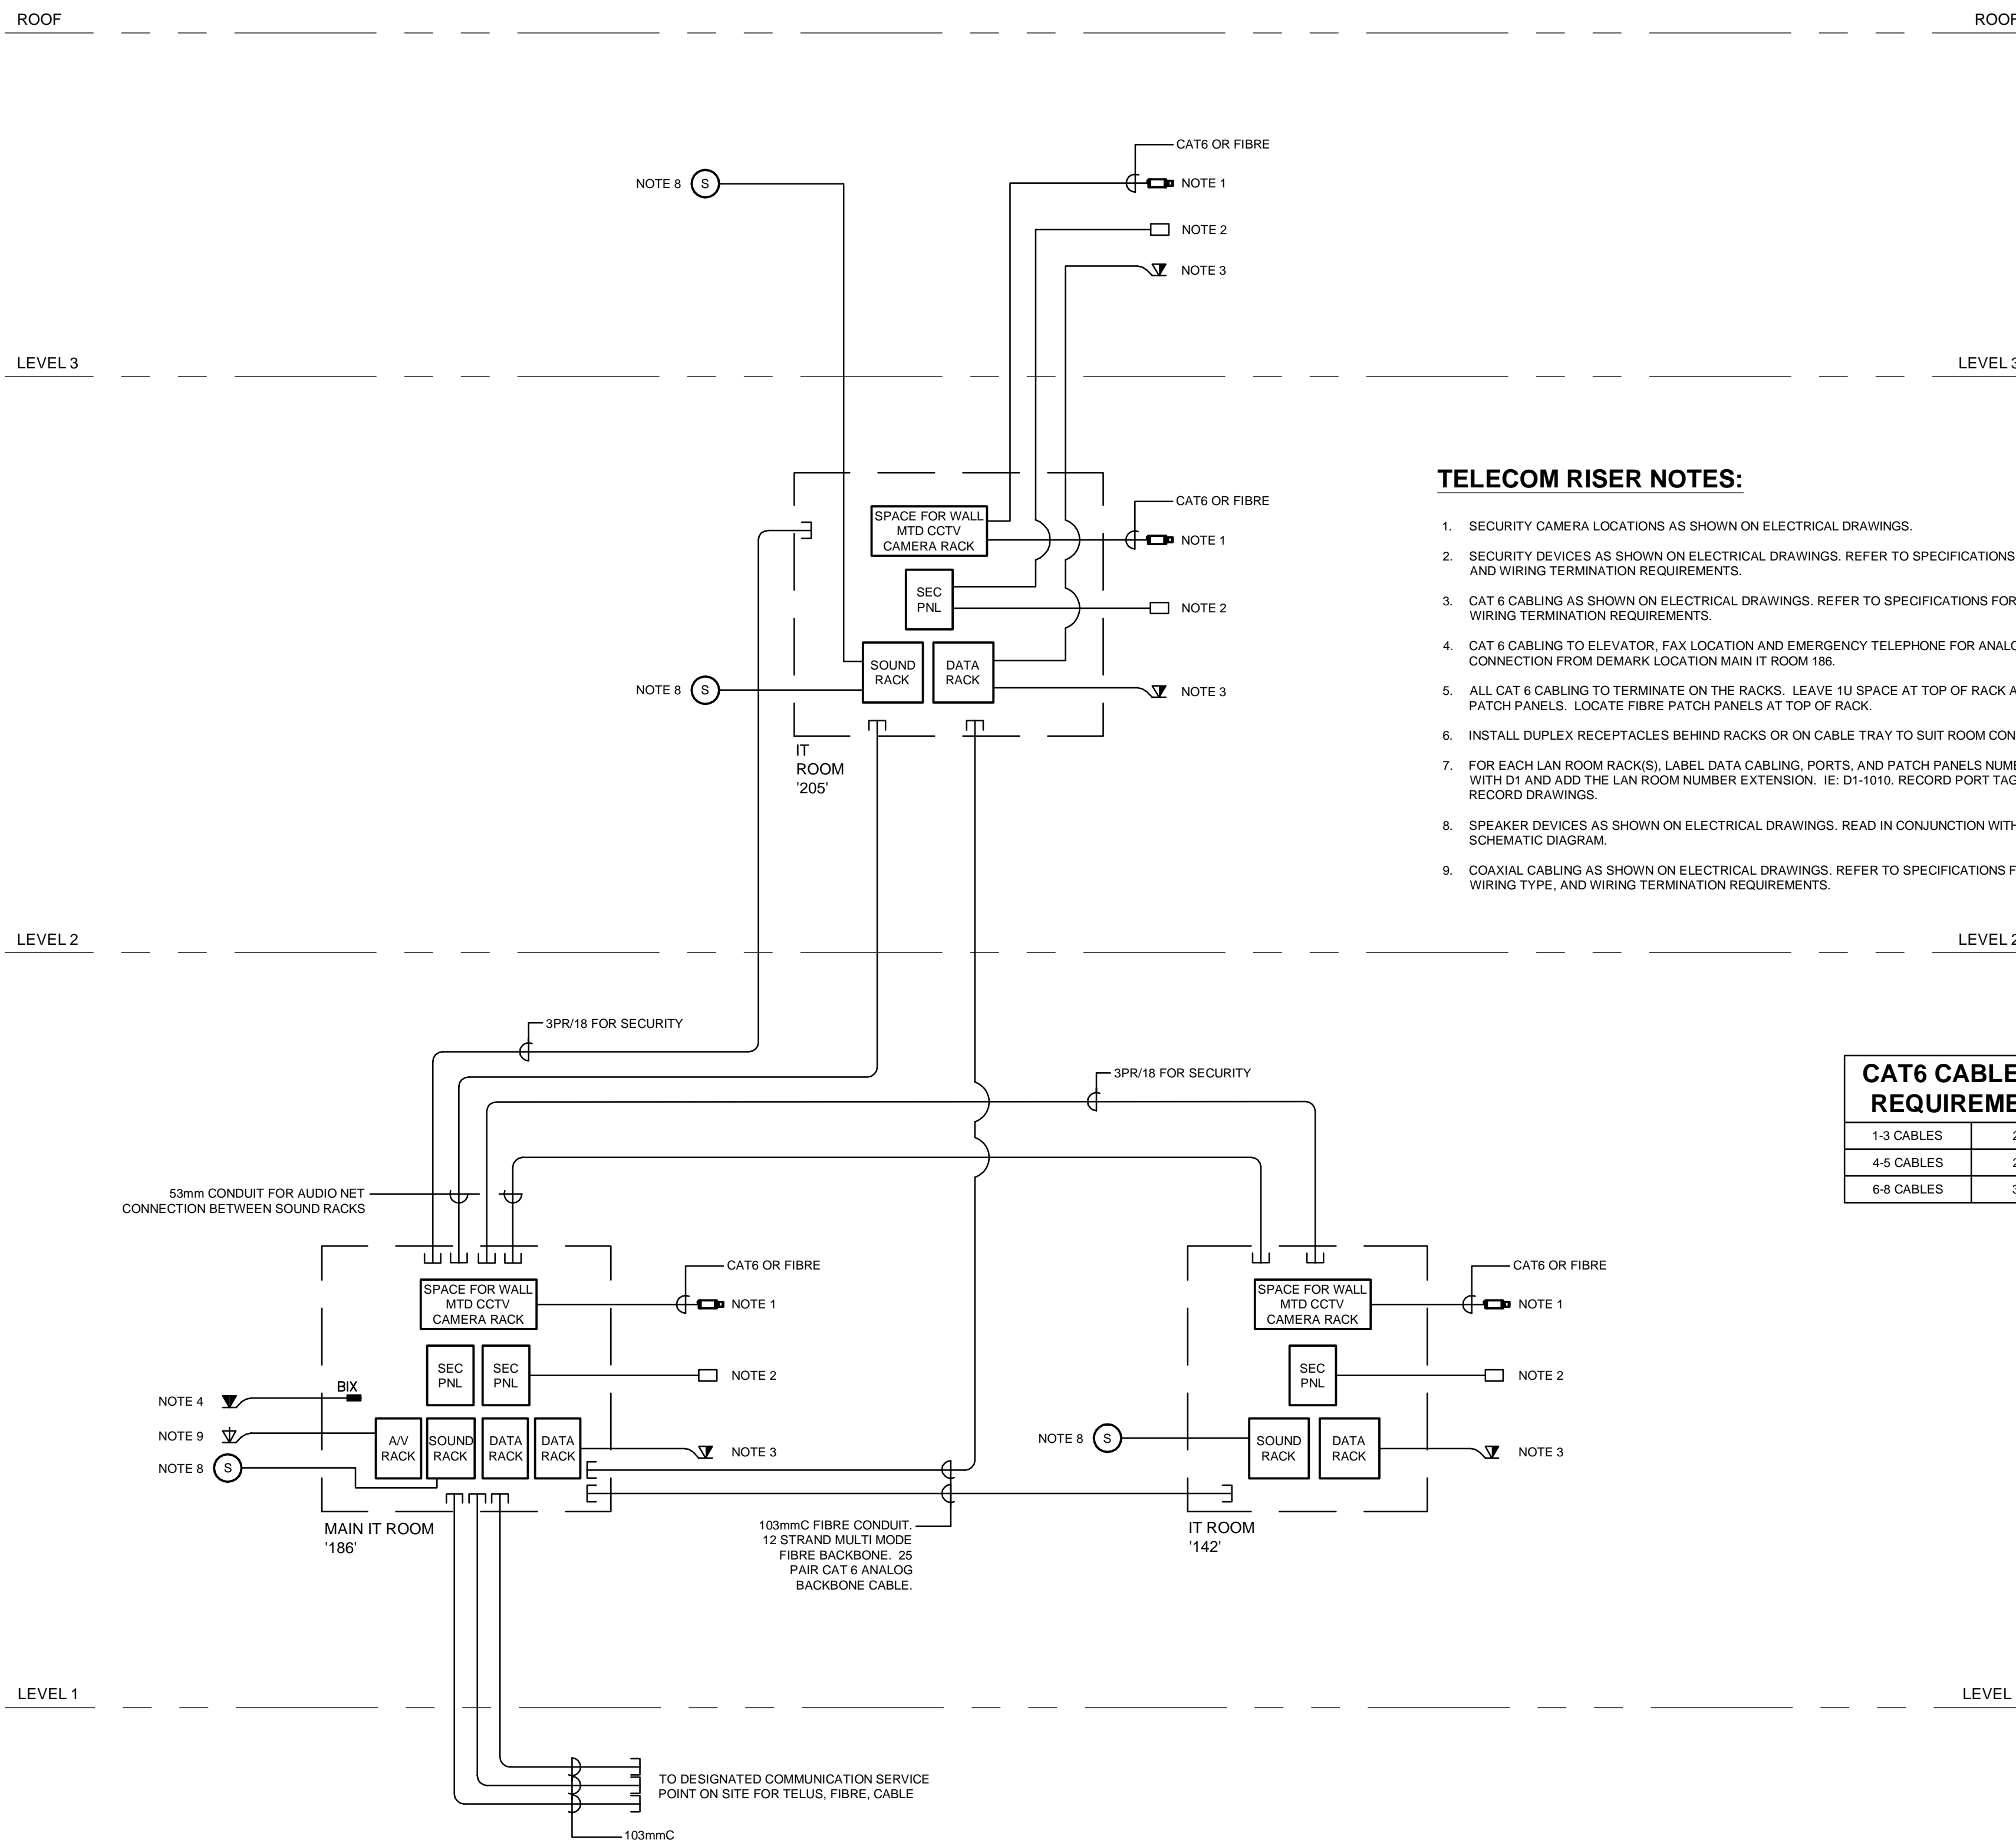 ROOF
ROOF
CAT6 OR FIBRE
NOTE 8
S
NOTE 1
NOTE 2
NOTE 3
LEVEL 3
LEVEL 3
TELECOM RISER NOTES:
1. SECURITY CAMERA LOCATIONS AS SHOWN ON ELECTRICAL DRAWINGS.
2. SECURITY DEVICES AS SHOWN ON ELECTRICAL DRAWINGS. REFER TO SPECIFICATIONS
AND WIRING TERMINATION REQUIREMENTS.
3. CAT 6 CABLING AS SHOWN ON ELECTRICAL DRAWINGS. REFER TO SPECIFICATIONS FOR
WIRING TERMINATION REQUIREMENTS.
4. CAT 6 CABLING TO ELEVATOR, FAX LOCATION AND EMERGENCY TELEPHONE FOR ANALO
CONNECTION FROM DEMARK LOCATION MAIN IT ROOM 186.
5. ALL CAT 6 CABLING TO TERMINATE ON THE RACKS. LEAVE 1U SPACE AT TOP OF RACK A
PATCH PANELS. LOCATE FIBRE PATCH PANELS AT TOP OF RACK.
6. INSTALL DUPLEX RECEPTACLES BEHIND RACKS OR ON CABLE TRAY TO SUIT ROOM CON
7. FOR EACH LAN ROOM RACK(S), LABEL DATA CABLING, PORTS, AND PATCH PANELS NUME
WITH D1 AND ADD THE LAN ROOM NUMBER EXTENSION. IE: D1-1010. RECORD PORT TAG
RECORD DRAWINGS.
8. SPEAKER DEVICES AS SHOWN ON ELECTRICAL DRAWINGS. READ IN CONJUNCTION WITH
SCHEMATIC DIAGRAM.
9. COAXIAL CABLING AS SHOWN ON ELECTRICAL DRAWINGS. REFER TO SPECIFICATIONS F
WIRING TYPE, AND WIRING TERMINATION REQUIREMENTS.
CAT6 OR FIBRE
SPACE FOR WALL
MTD CCTV
CAMERA RACK
NOTE 1
SEC
PNL
NOTE 2
SOUND
RACK
DATA
RACK
NOTE 8
S
NOTE 3
IT
ROOM
'205'
LEVEL 2
LEVEL 2
3PR/18 FOR SECURITY
3PR/18 FOR SECURITY
CAT6 CABLE
REQUIREME
1-3 CABLES 2
4-5 CABLES 2
6-8 CABLES 3
53mm CONDUIT FOR AUDIO NET
CONNECTION BETWEEN SOUND RACKS
CAT6 OR FIBRE
SPACE FOR WALL
MTD CCTV
CAMERA RACK
NOTE 1
SEC
PNL
SEC
PNL
NOTE 2
BIX
NOTE 4
NOTE 9
NOTE 8
S
A/V
RACK
SOUND
RACK
DATA
RACK
DATA
RACK
NOTE 3
MAIN IT ROOM
'186'
CAT6 OR FIBRE
SPACE FOR WALL
MTD CCTV
CAMERA RACK
NOTE 1
SEC
PNL
NOTE 2
NOTE 8
S
SOUND
RACK
DATA
RACK
NOTE 3
IT ROOM
'142'
103mmC FIBRE CONDUIT.
12 STRAND MULTI MODE
FIBRE BACKBONE. 25
PAIR CAT 6 ANALOG
BACKBONE CABLE.
LEVEL 1
LEVEL
TO DESIGNATED COMMUNICATION SERVICE
POINT ON SITE FOR TELUS, FIBRE, CABLE
103mmC